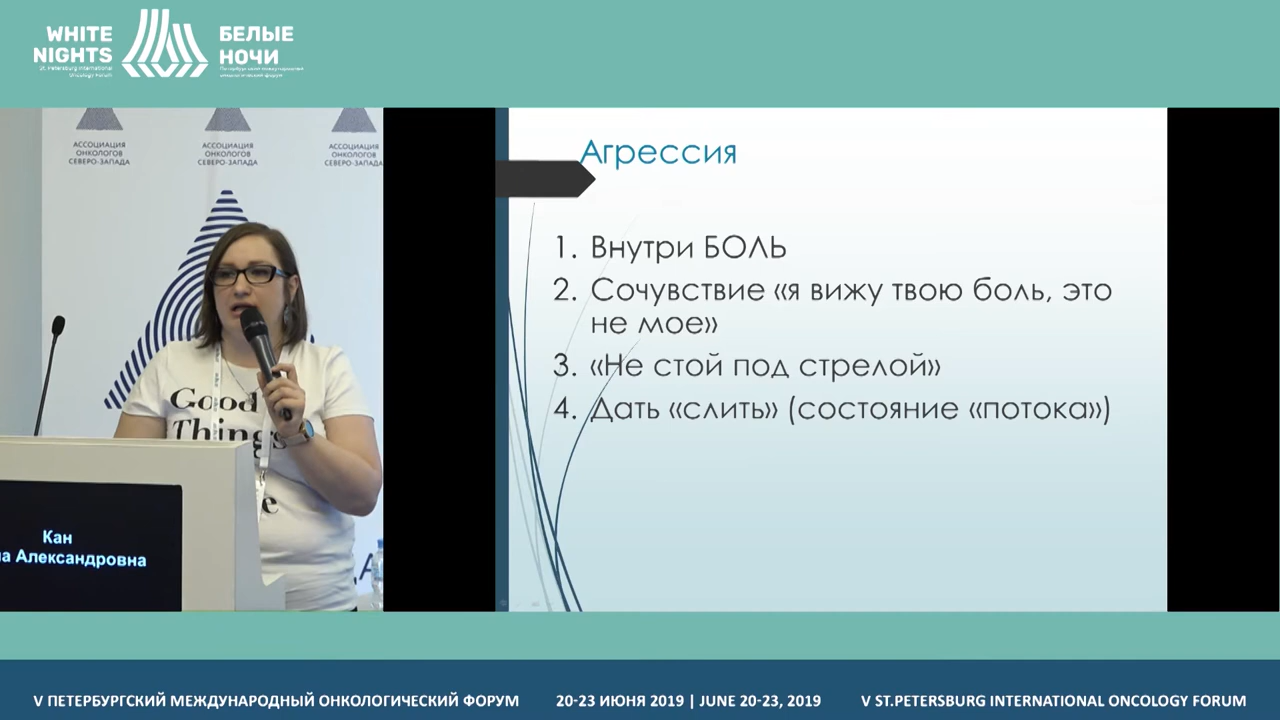 WHITE
NIGHTS
St. Petersburg International
Oncology Forum
БЕЛЫЕ
НОЧИ
Петербургский международный
онкологический форум
АССОЦИАЦИЯ
ОНКОЛОГОВ
СЕВЕРО-ЗАПАДА
АССОЦИАЦИЯ
ОНКОЛОГОВ
СЕВЕРО-ЗАПАДА
АССОЦИАЦИЯ
ОНКОЛОГОВ
СЕВЕРО-ЗАПАДА
Good
Things
Кан
на Александровна
Агрессия
1. Внутри БОЛЬ
2. Сочувствие «я вижу твою боль, это
не мое»
3. «Не стой под стрелой»
4. Дать «слить» (состояние «потока»)
V ПЕТЕРБУРГСКИЙ МЕЖДУНАРОДНЫЙ ОНКОЛОГИЧЕСКИЙ ФОРУМ
20-23 ИЮНЯ 2019 | JUNE 20-23, 2019
V ST.PETERSBURG INTERNATIONAL ONCOLOGY FORUM